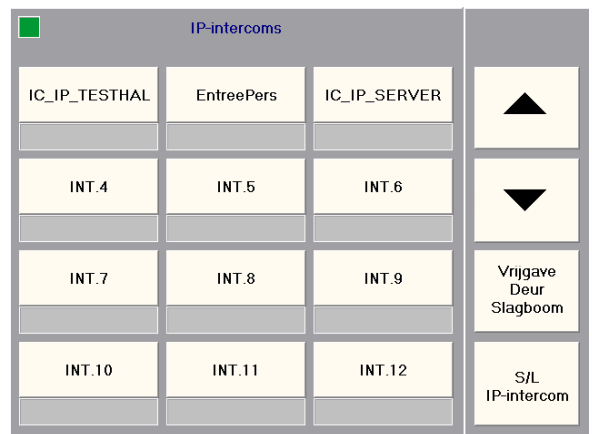 IP-intercoms
IC_IP_TESTHAL
EntreePers
IC_IP_SERVER
INT.4
INT.5
INT.6
INT.7
INT.8
INT.9
INT.10
INT.11
INT.12
Vrijgave
Deur
Slagboom
S/L
IP-intercom